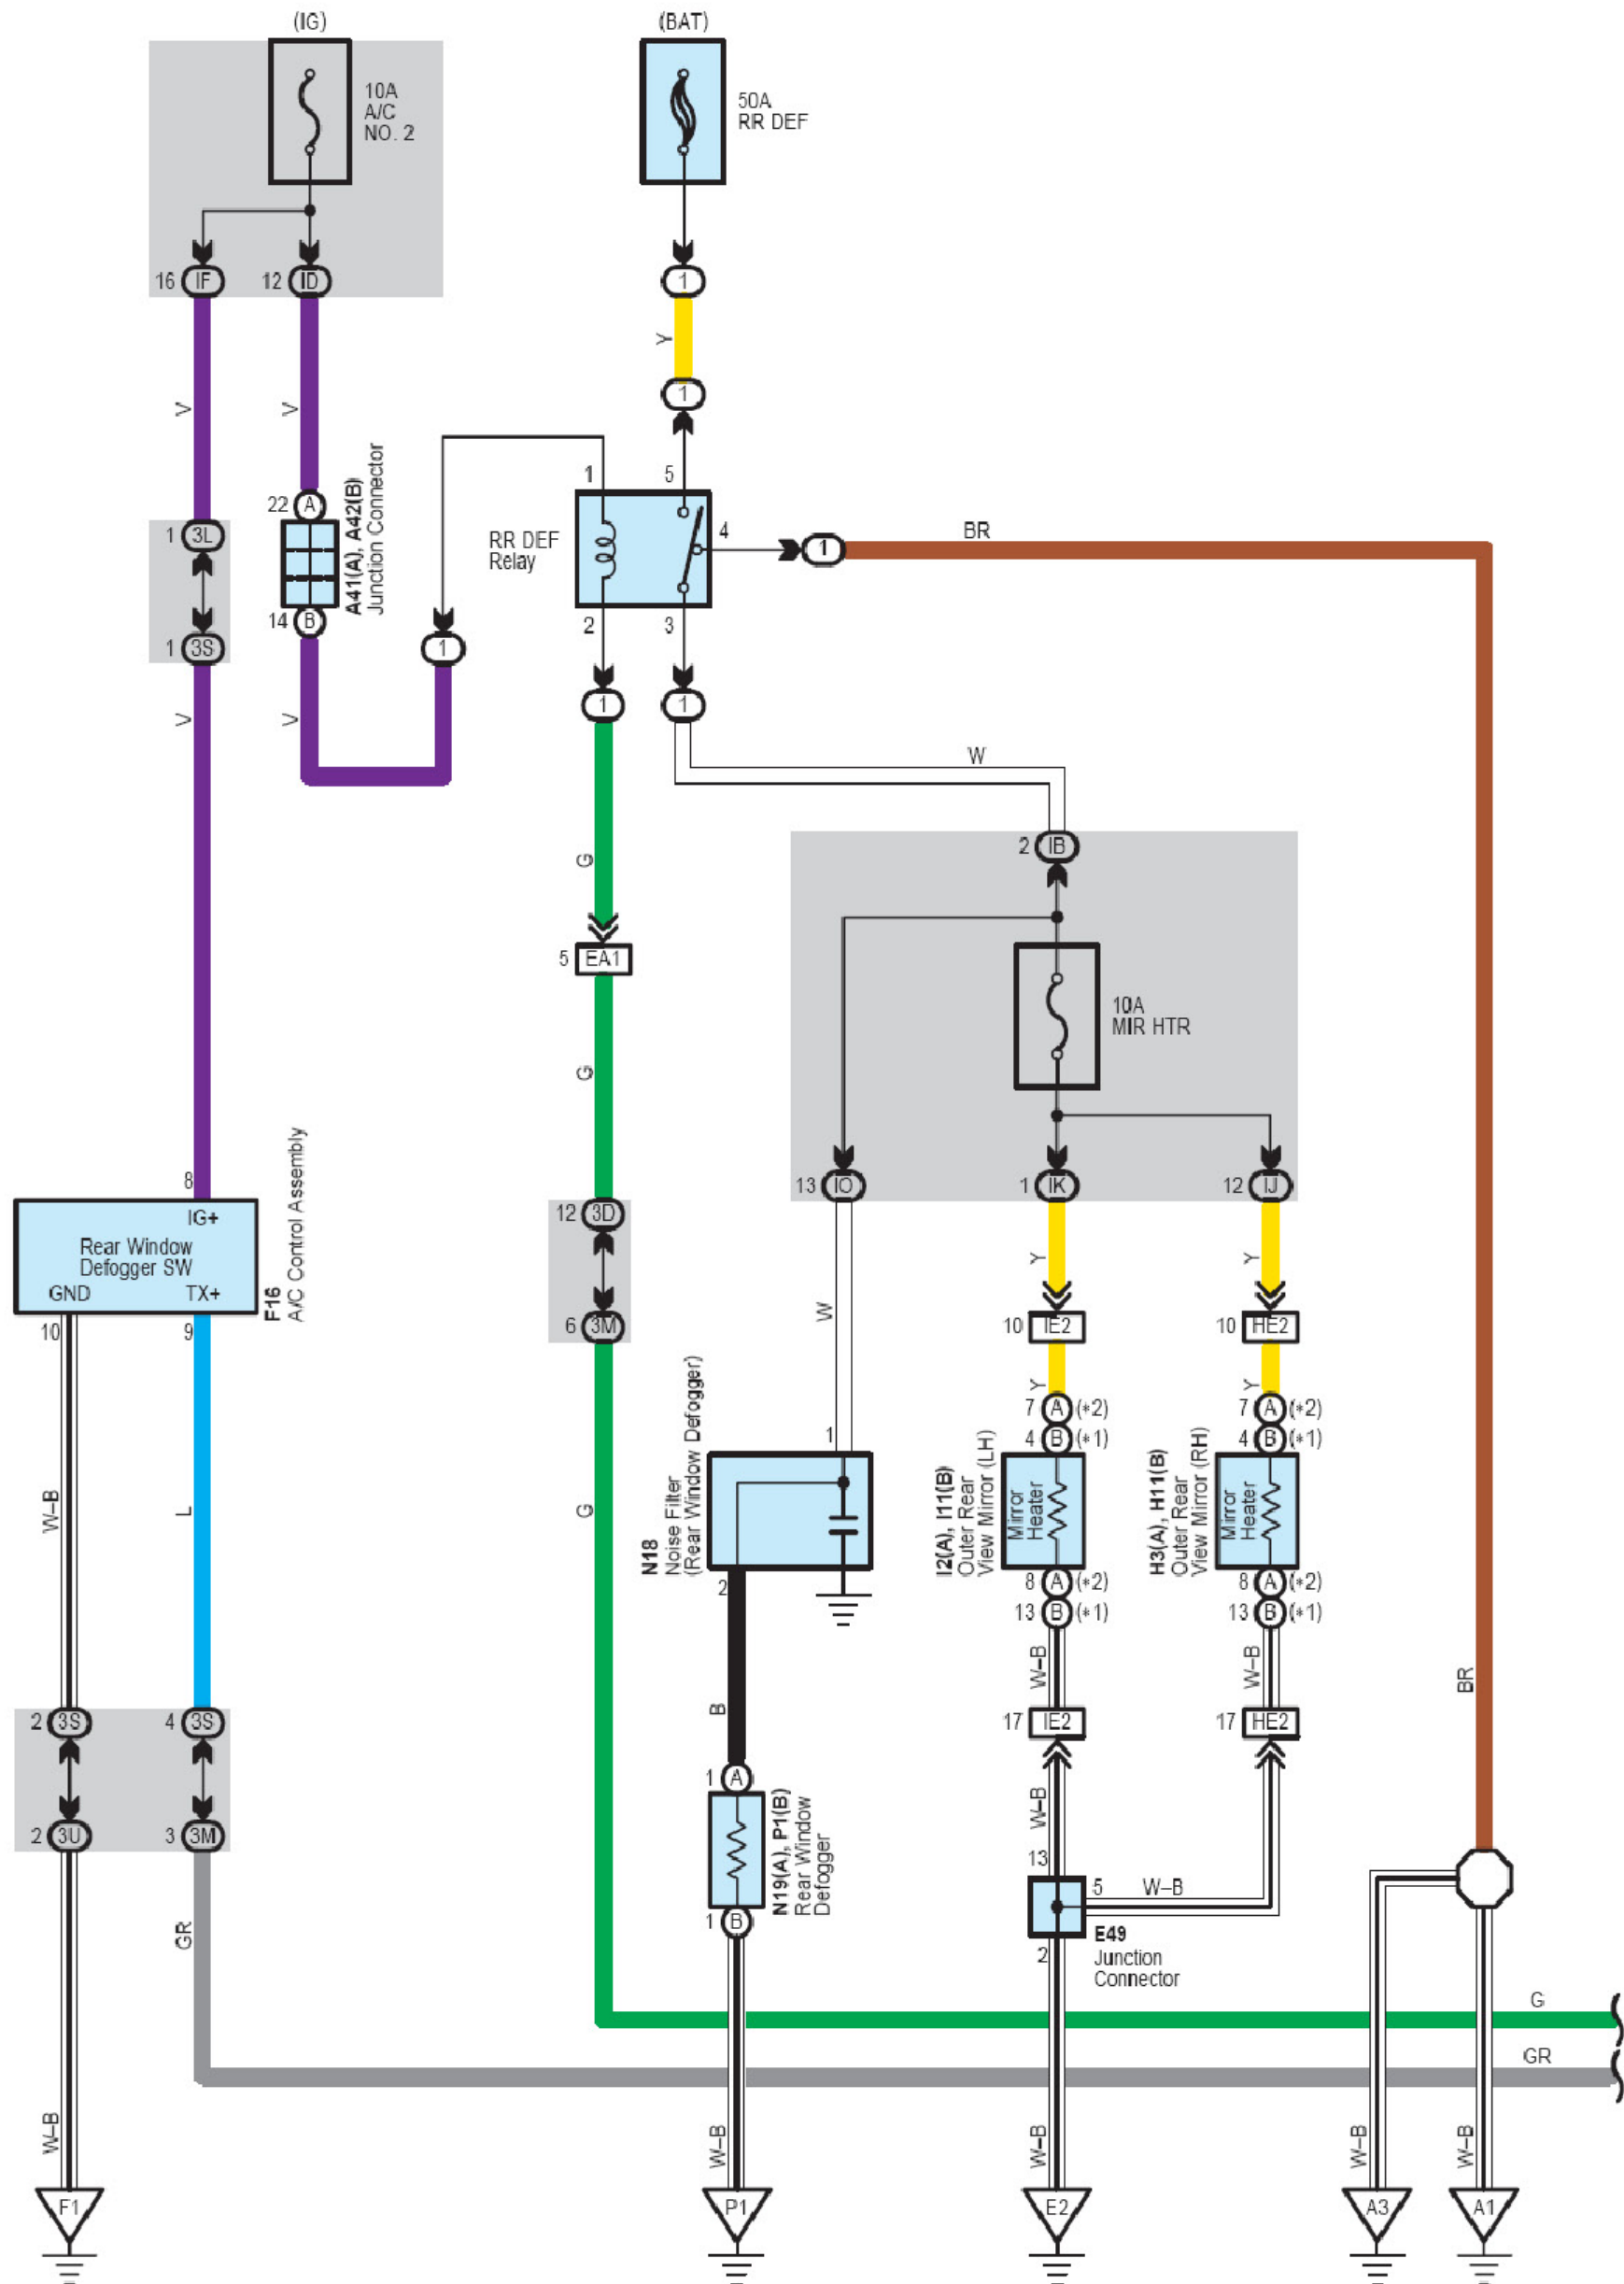 (IG)
(BAT)
10A
A/C
NO. 2
50A
RR DEF
16 IF
12 ID
1
Y
1
V
V
22 A
A41(A), A42(B)
Junction Connector
14 B
1 3L
1 3S
1
1
5
RR DEF
Relay
4
1
BR
2
3
1
1
V
V
W
2 IB
G
5 EA1
10A
MIR HTR
G
13 IO
1 IK
12 IJ
8
IG+
Rear Window
Defogger SW
GND
TX+
F16
A/C Control Assembly
10
9
12 3D
6 3M
W
Y
Y
10 IE2
10 HE2
Y
Y
7 A (*2)
4 B (*1)
7 A (*2)
4 B (*1)
1
N18
Noise Filter
(Rear Window Defogger)
2
I2(A), I11(B)
Outer Rear
View Mirror (LH)
Mirror
Heater
H3(A), H11(B)
Outer Rear
View Mirror (RH)
Mirror
Heater
8 A (*2)
13 B (*1)
8 A (*2)
13 B (*1)
W–B
L
G
W–B
W–B
BR
B
17 IE2
17 HE2
2 3S
4 3S
2 3U
3 3M
1 A
N19(A), P1(B)
Rear Window
Defogger
1 B
W–B
13
5
W–B
E49
Junction
Connector
2
GR
G
GR
W–B
W–B
W–B
W–B
W–B
F1
P1
E2
A3
A1